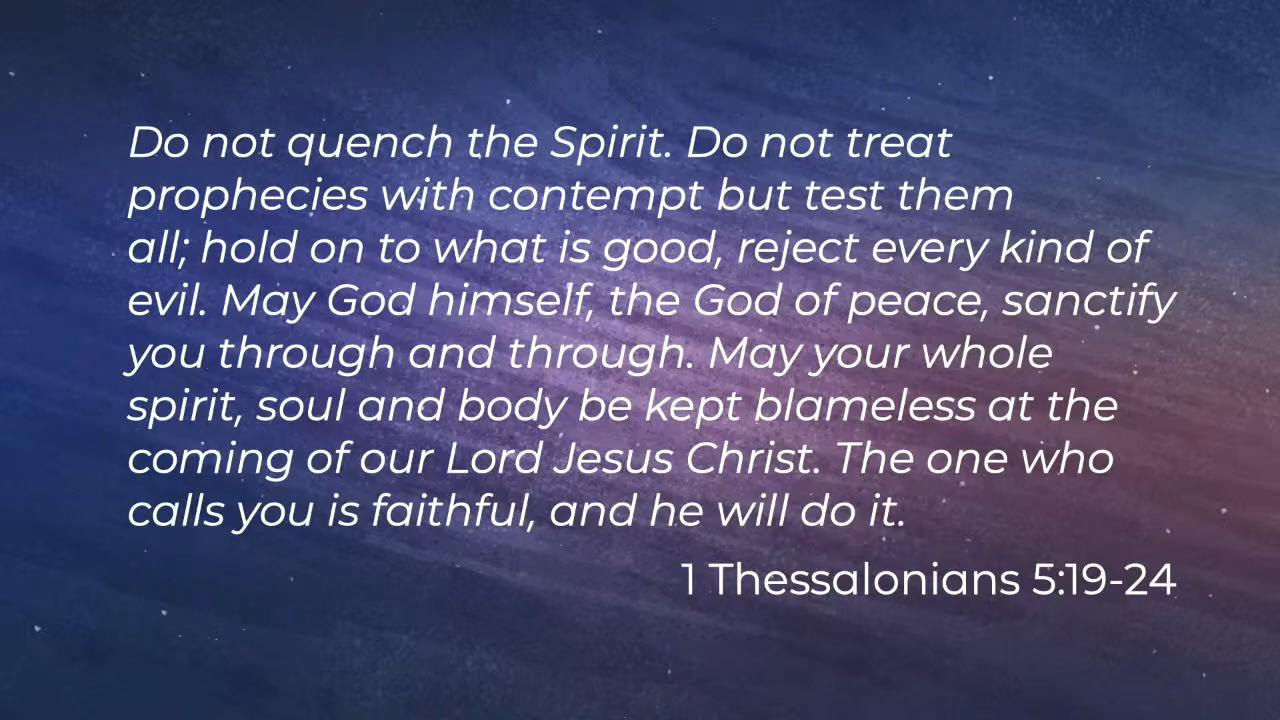 Do not quench the Spirit. Do not treat
prophecies with contempt but test them
all; hold on to what is good, reject every kind of
evil. May God himself, the God of peace, sanctify
you through and through. May your whole
spirit, soul and body be kept blameless at the
coming of our Lord Jesus Christ. The one who
calls you is faithful, and he will do it.
1 Thessalonians 5:19-24